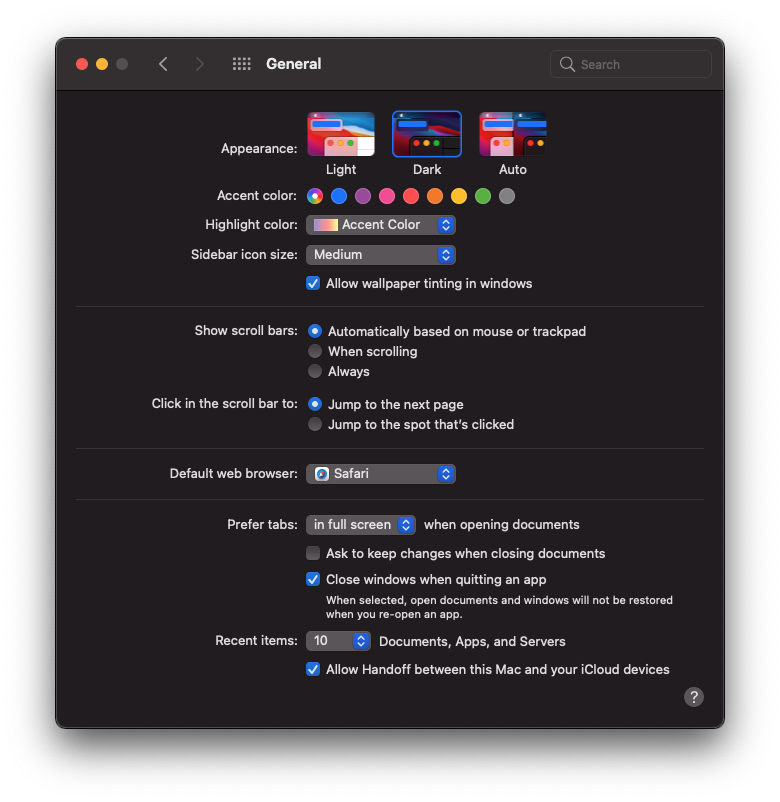 General
Search
Appearance:
Light
Dark
Auto
Accent color:
Highlight color: Accent Color
Sidebar icon size: Medium
Allow wallpaper tinting in windows
Show scroll bars: Automatically based on mouse or trackpad
When scrolling
Always
Click in the scroll bar to: Jump to the next page
Jump to the spot that’s clicked
Default web browser: Safari
Prefer tabs: in full screen when opening documents
Ask to keep changes when closing documents
Close windows when quitting an app
When selected, open documents and windows will not be restored
when you re-open an app.
Recent items: 10 Documents, Apps, and Servers
Allow Handoff between this Mac and your iCloud devices
?